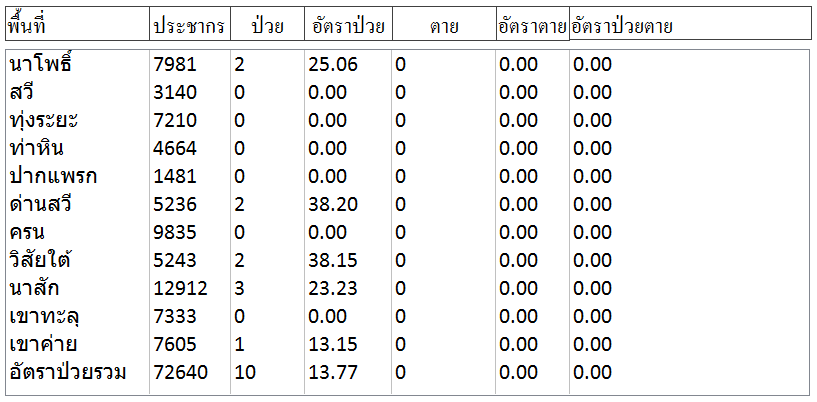 พื้นที่ ประชากร ป่วย อัตราป่วย ตาย อัตราตาย อัตราป่วยตาย
นาโพธิ์ 7981 2 25.06 0 0.00 0.00
สวี 3140 0 0.00 0 0.00 0.00
ทุ่งระยะ 7210 0 0.00 0 0.00 0.00
ท่าหิน 4664 0 0.00 0 0.00 0.00
ปากแพรก 1481 0 0.00 0 0.00 0.00
ด่านสวี 5236 2 38.20 0 0.00 0.00
ครน 9835 0 0.00 0 0.00 0.00
วิสัยใต้ 5243 2 38.15 0 0.00 0.00
นาสัก 12912 3 23.23 0 0.00 0.00
เขาทะลุ 7333 0 0.00 0 0.00 0.00
เขาค่าย 7605 1 13.15 0 0.00 0.00
อัตราป่วยรวม 72640 10 13.77 0 0.00 0.00